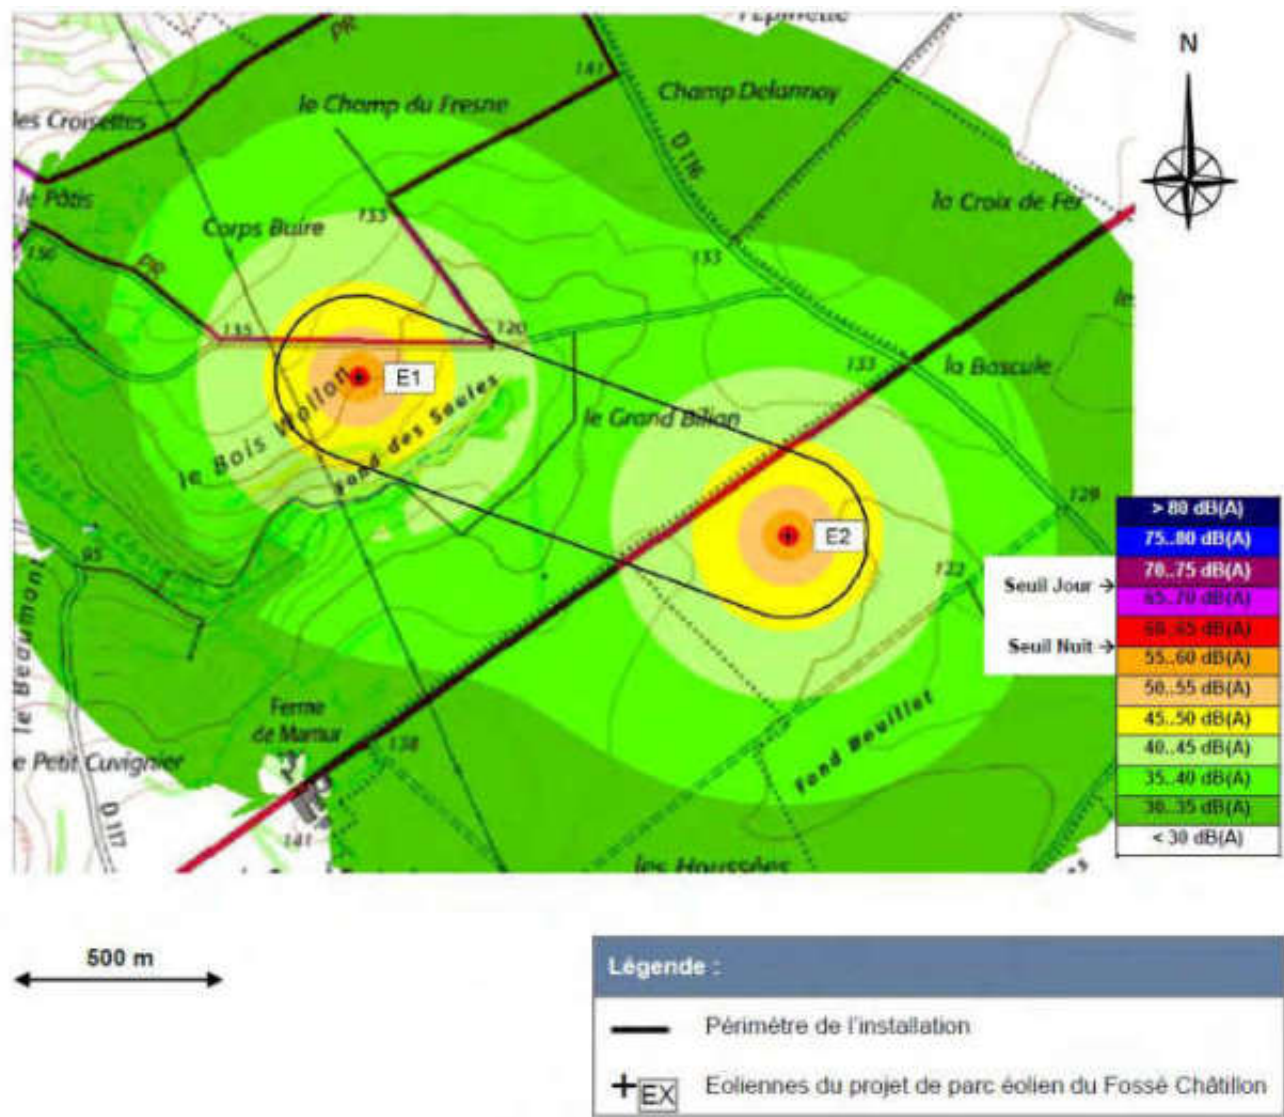 l'Epinette
N
PR
141
Champ Delannoy
le Champ du Fresne
les Croisettes
D 116
le Pâtis
la Croix de Fer
153
Corps Buire
150
PR
153
135
120
133
la Bascule
E1
le Bois Wallon
Fond des Saules
le Grand Bilian
E2
129
122
95
le Beaumont
Fond Bouillot
Ferme
de Mamur
138
e Petit Cuvignier
D 117
141
les Houssées
> 80 dB(A)
75..80 dB(A)
70..75 dB(A)
Seuil Jour →
65..70 dB(A)
60..65 dB(A)
Seuil Nuit →
55..60 dB(A)
50..55 dB(A)
45..50 dB(A)
40..45 dB(A)
35..40 dB(A)
30..35 dB(A)
< 30 dB(A)
500 m
Légende :
Périmètre de l'installation
EX
Eoliennes du projet de parc éolien du Fossé Châtillon